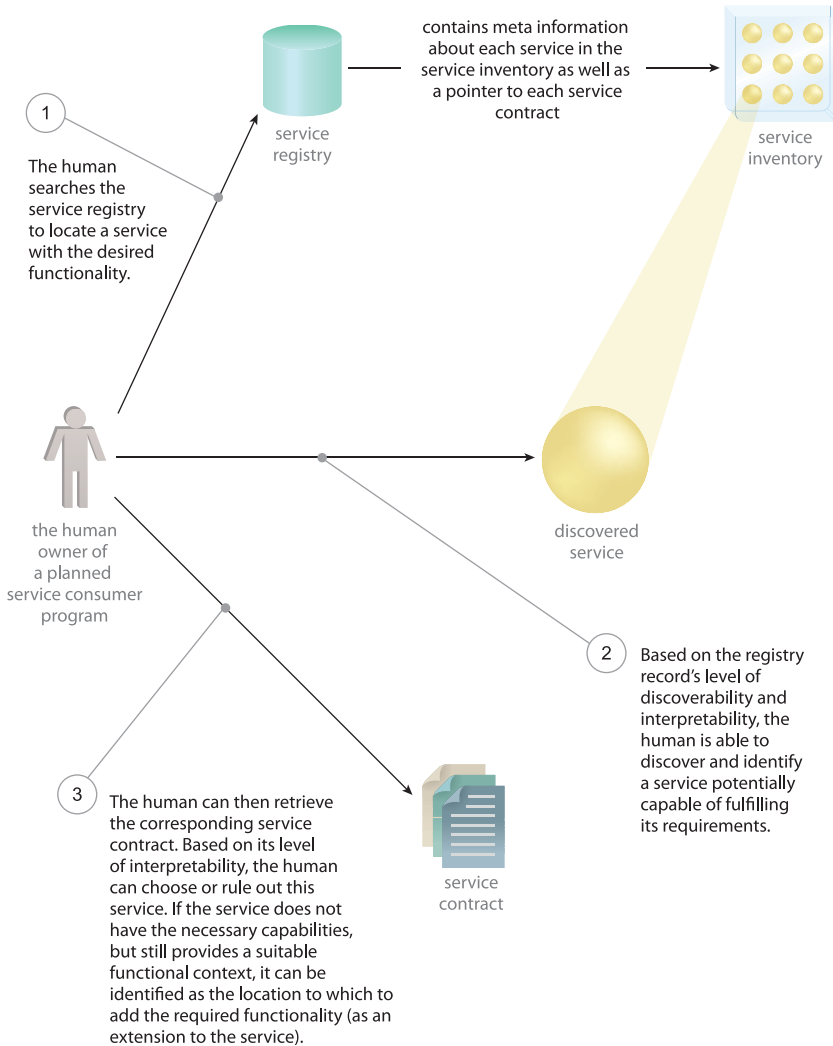 contains meta information
about each service in the
service inventory as well as
a pointer to each service
contract
service
registry
service
inventory
1
The human
searches the
service registry
to locate a service
with the desired
functionality.
the human
owner of
a planned
service consumer
program
discovered
service
2
Based on the registry
record’s level of
discoverability and
interpretability, the
human is able to
discover and identify
a service potentially
capable of fulfilling
its requirements.
3
The human can then retrieve
the corresponding service
contract. Based on its level
of interpretability, the human
can choose or rule out this
service. If the service does not
have the necessary capabilities,
but still provides a suitable
functional context, it can be
identified as the location to which to
add the required functionality (as an
extension to the service).
service
contract